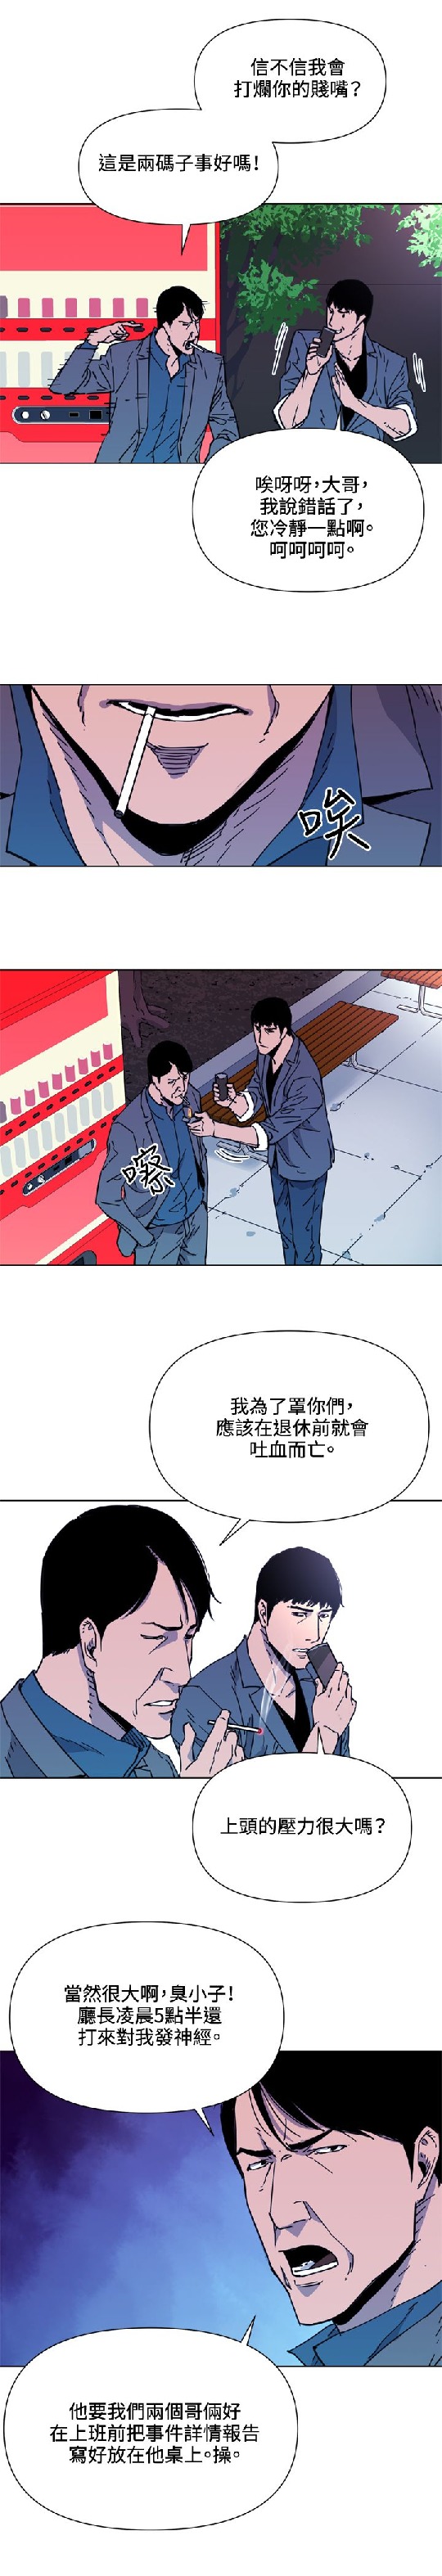 信不信我會
打爛你的賤嘴？
這是兩碼子事好嗎！
唉呀呀，大哥，
我說錯話了，
您冷靜一點啊。
呵呵呵呵。
唉
嚓
我為了罩你們，
應該在退休前就會
吐血而亡。
上頭的壓力很大嗎？
當然很大啊，臭小子！
廳長凌晨5點半還
打來對我發神經。
他要我們兩個哥倆好
在上班前把事件詳情報告
寫好放在他桌上。操。